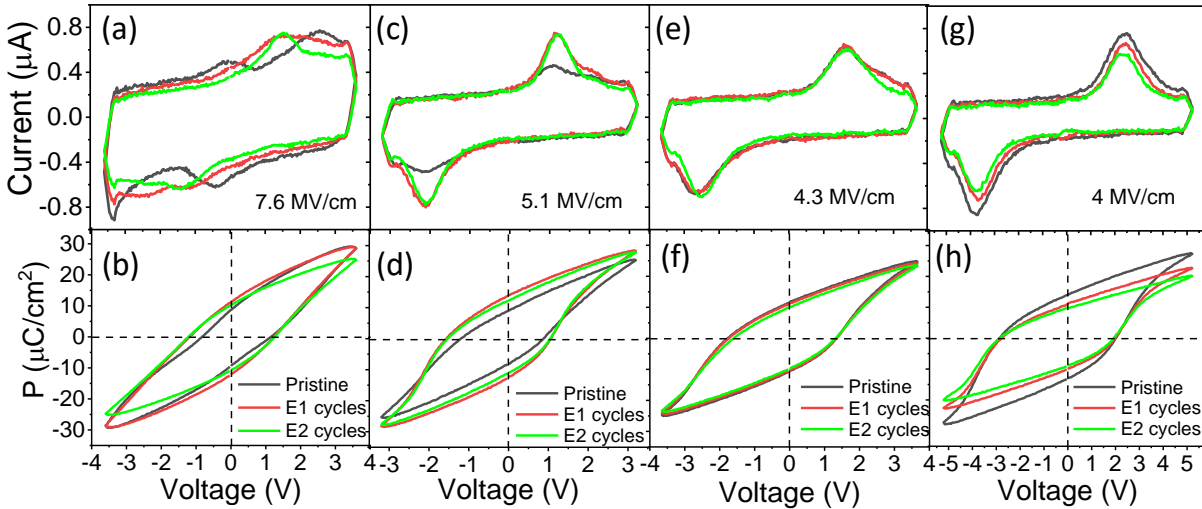 (a)
(c)
(e)
(g)
Current (μA)
0.8
0.4
0.0
-0.4
-0.8
7.6 MV/cm
5.1 MV/cm
4.3 MV/cm
4 MV/cm
(b)
(d)
(f)
(h)
P (μC/cm²)
30
20
10
0
-10
-20
-30
Pristine
E1 cycles
E2 cycles
Pristine
E1 cycles
E2 cycles
Pristine
E1 cycles
E2 cycles
Pristine
E1 cycles
E2 cycles
-4 -3 -2 -1 0 1 2 3 4
-3 -2 -1 0 1 2 3 4
-3 -2 -1 0 1 2 3 4
-5 -4 -3 -2 -1 0 1 2 3 4 5
Voltage (V)
Voltage (V)
Voltage (V)
Voltage (V)